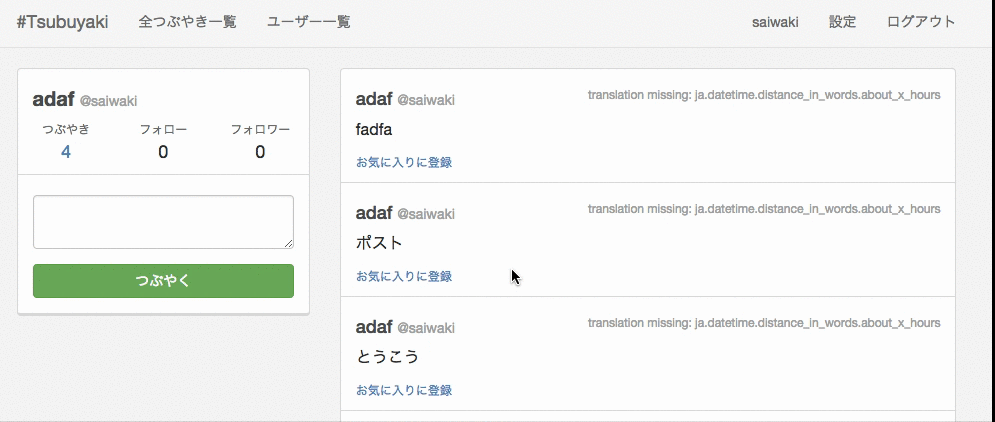 #Tsubuyaki 全つぶやき一覧 ユーザー一覧 saiwaki 設定 ログアウト
adaf @saiwaki
つぶやき フォロー フォロワー
4 0 0
つぶやく
adaf @saiwaki translation missing: ja.datetime.distance_in_words.about_x_hours
fadfa
お気に入りに登録
adaf @saiwaki translation missing: ja.datetime.distance_in_words.about_x_hours
ポスト
お気に入りに登録
adaf @saiwaki translation missing: ja.datetime.distance_in_words.about_x_hours
とうこう
お気に入りに登録